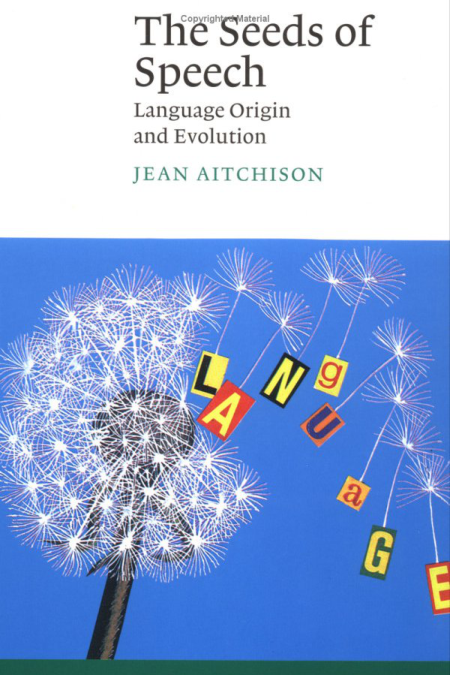 Copyrighted Material
The Seeds of
Speech
Language Origin
and Evolution
JEAN AITCHISON
L
A
N
g
U
a
G
E